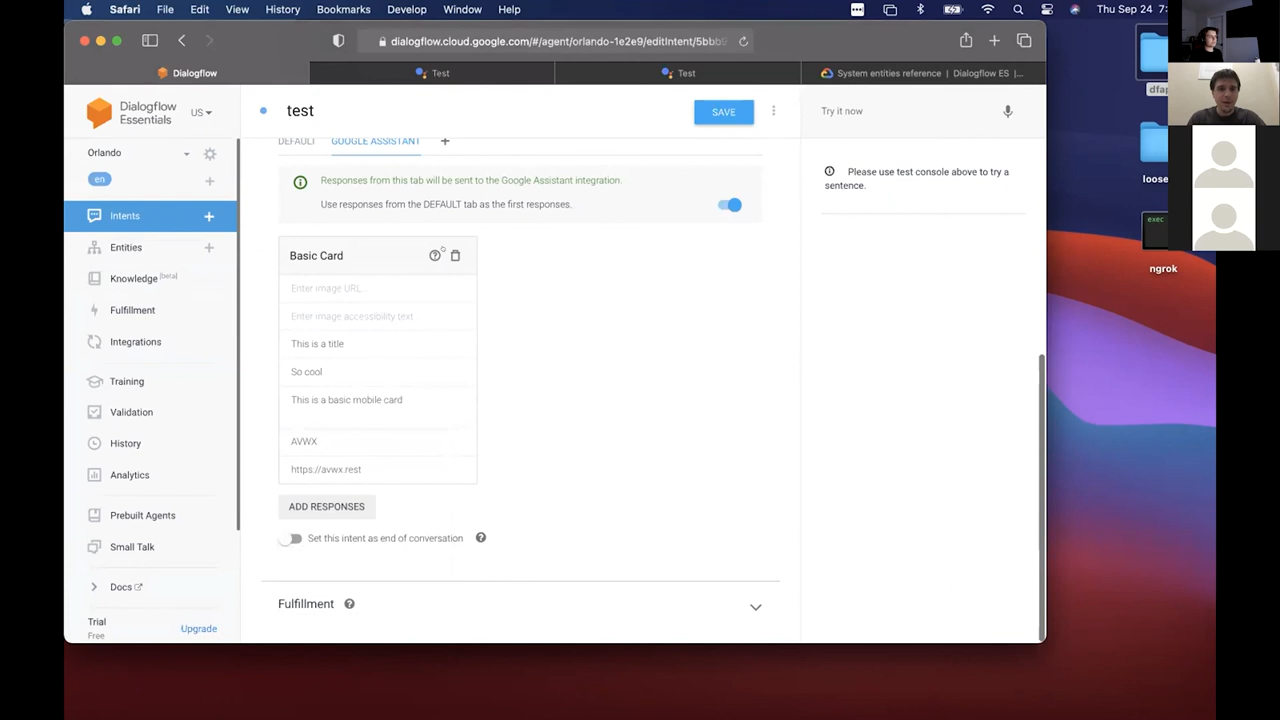 Safari File Edit View History Bookmarks Develop Window Help
Thu Sep 24 7:
dialogflow.cloud.google.com/#/agent/orlando-1e2e9/editIntent/5bbb9
Dialogflow
Test
Test
System entities reference | Dialogflow ES |...
Dialogflow
Essentials
US
test
SAVE
Try it now
Orlando
en
Intents
Entities
Knowledge [beta]
Fulfillment
Integrations
Training
Validation
History
Analytics
Prebuilt Agents
Small Talk
Docs
Trial
Free
Upgrade
DEFAULT
GOOGLE ASSISTANT
Responses from this tab will be sent to the Google Assistant integration.
Use responses from the DEFAULT tab as the first responses.
Basic Card
Enter image URL...
Enter image accessibility text
This is a title
So cool
This is a basic mobile card
AVWX
https://avwx.rest
ADD RESPONSES
Set this intent as end of conversation
Fulfillment
Please use test console above to try a
sentence.
dfap
loose
exec
ngrok